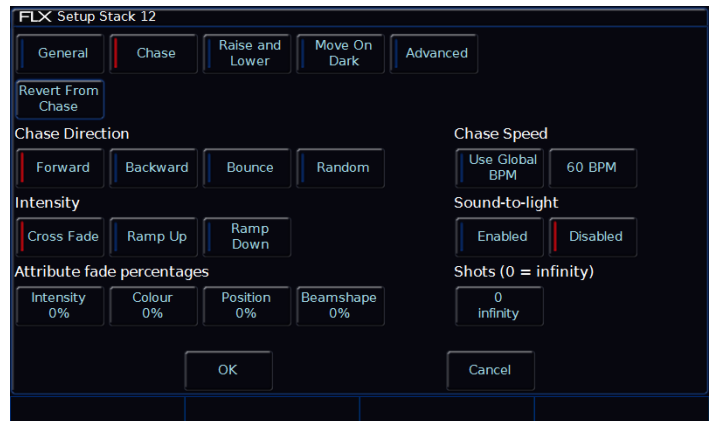 FLX Setup Stack 12
General
Chase
Raise and
Lower
Move On
Dark
Advanced
Revert From
Chase
Chase Direction
Chase Speed
Forward
Backward
Bounce
Random
Use Global
BPM
60 BPM
Intensity
Sound-to-light
Cross Fade
Ramp Up
Ramp
Down
Enabled
Disabled
Attribute fade percentages
Shots (0 = infinity)
Intensity
0%
Colour
0%
Position
0%
Beamshape
0%
0
infinity
OK
Cancel